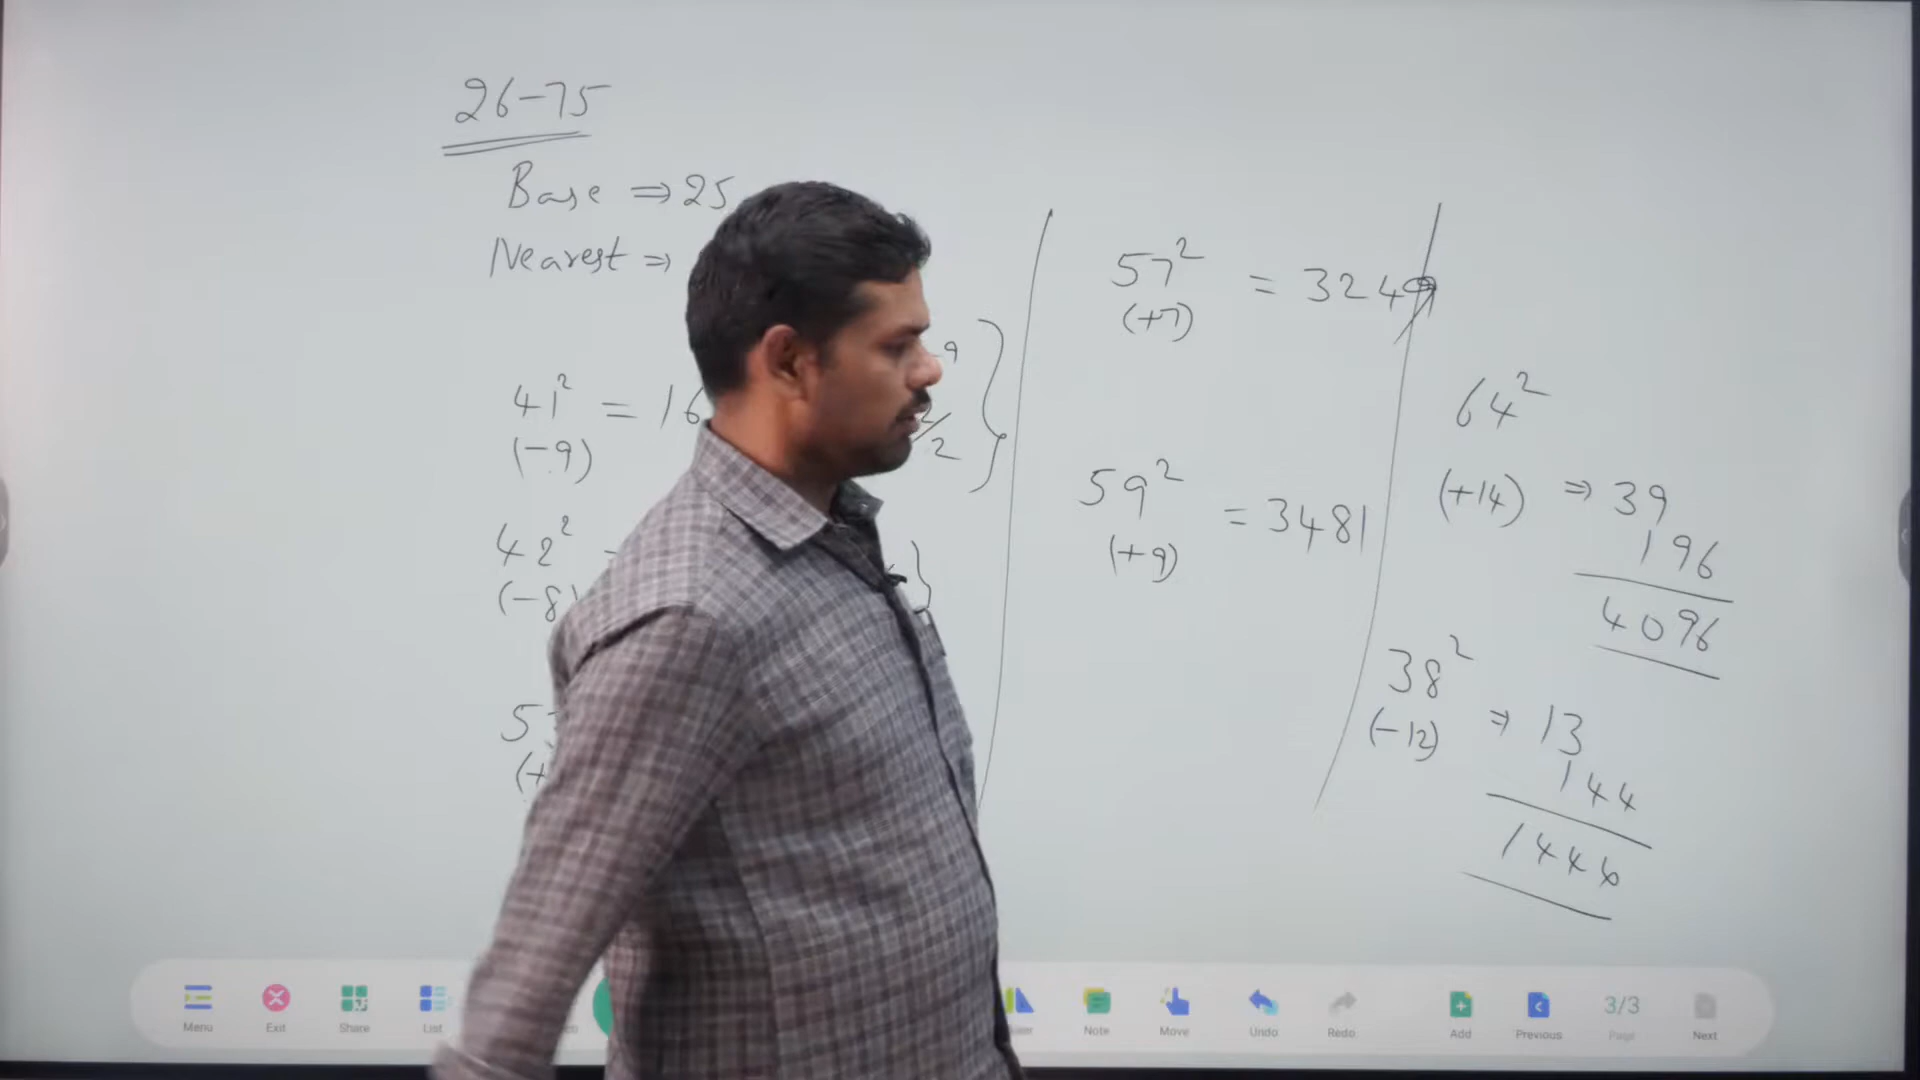 26-75
Base ⇒ 25
Nearest ⇒
41² = 16
(-9)
42²
(-8)
57² = 3249
(+7)
59² = 3481
(+9)
64²
(+14) ⇒ 39
196
4096
38²
(-12) ⇒ 13
144
1444
Menu
Exit
Share
List
Note
Move
Undo
Redo
Add
Previous
3/3
Page
Next